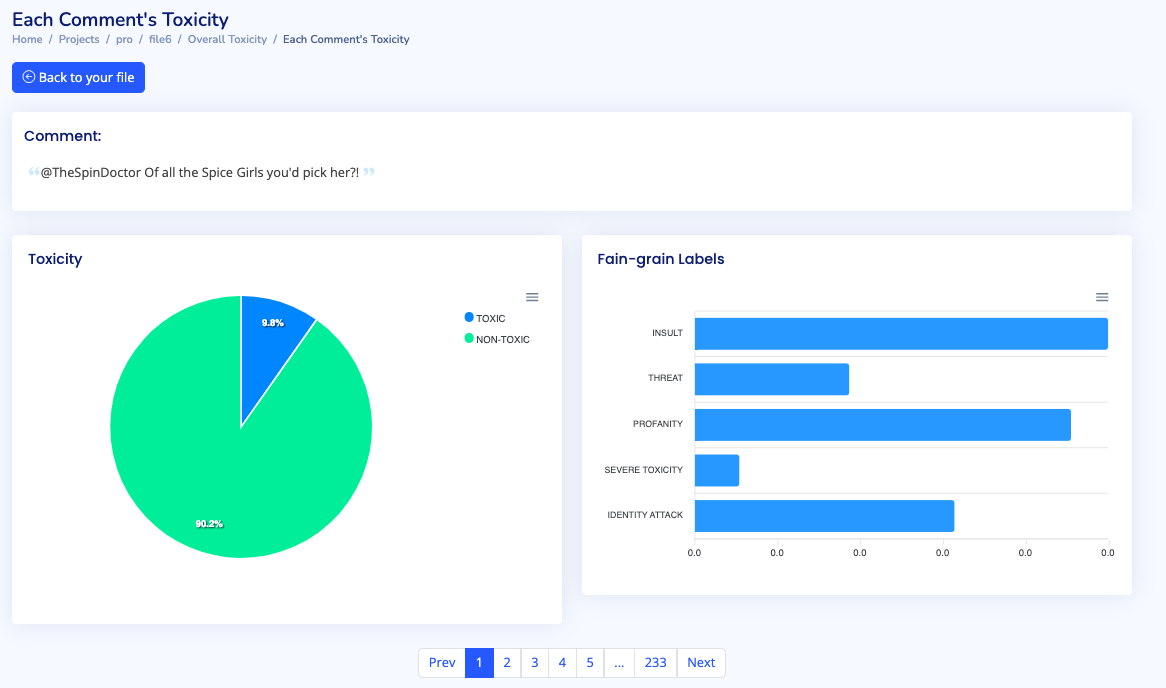 Each Comment's Toxicity
Home / Projects / pro / file6 / Overall Toxicity / Each Comment's Toxicity
Back to your file
Comment:
“@TheSpinDoctor Of all the Spice Girls you'd pick her?! ”
Toxicity
TOXIC
NON-TOXIC
9.8%
90.2%
Fain-grain Labels
INSULT
THREAT
PROFANITY
SEVERE TOXICITY
IDENTITY ATTACK
0.0 0.0 0.0 0.0 0.0 0.0
Prev 1 2 3 4 5 ... 233 Next